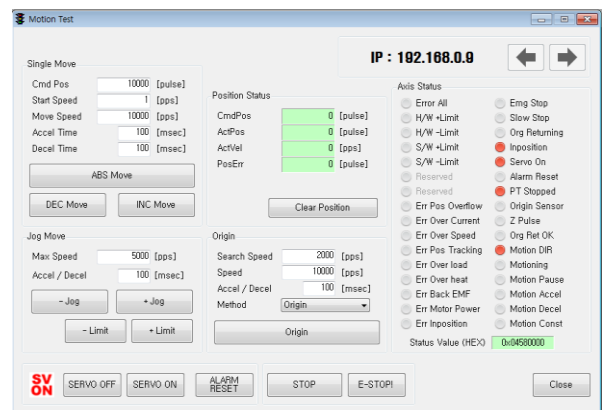 Motion Test
IP : 192.168.0.9
Single Move
Cmd Pos 10000 [pulse]
Start Speed 1 [pps]
Move Speed 10000 [pps]
Accel Time 100 [msec]
Decel Time 100 [msec]
ABS Move
DEC Move INC Move
Position Status
CmdPos 0 [pulse]
ActPos 0 [pulse]
ActVel 0 [pps]
PosErr 0 [pulse]
Clear Position
Jog Move
Max Speed 5000 [pps]
Accel / Decel 100 [msec]
- Jog + Jog
- Limit + Limit
Origin
Search Speed 2000 [pps]
Speed 10000 [pps]
Accel / Decel 100 [msec]
Method Origin
Origin
Axis Status
Error All Emg Stop
H/W +Limit Slow Stop
H/W -Limit Org Returning
S/W +Limit Inposition
S/W -Limit Servo On
Reserved Alarm Reset
Reserved PT Stopped
Err Pos Overflow Origin Sensor
Err Over Current Z Pulse
Err Over Speed Org Ret OK
Err Pos Tracking Motion DIR
Err Over load Motioning
Err Over heat Motion Pause
Err Back EMF Motion Accel
Err Motor Power Motion Decel
Err Inposition Motion Const
Status Value (HEX) 0x04580000
SV ON SERVO OFF SERVO ON ALARM RESET STOP E-STOP! Close